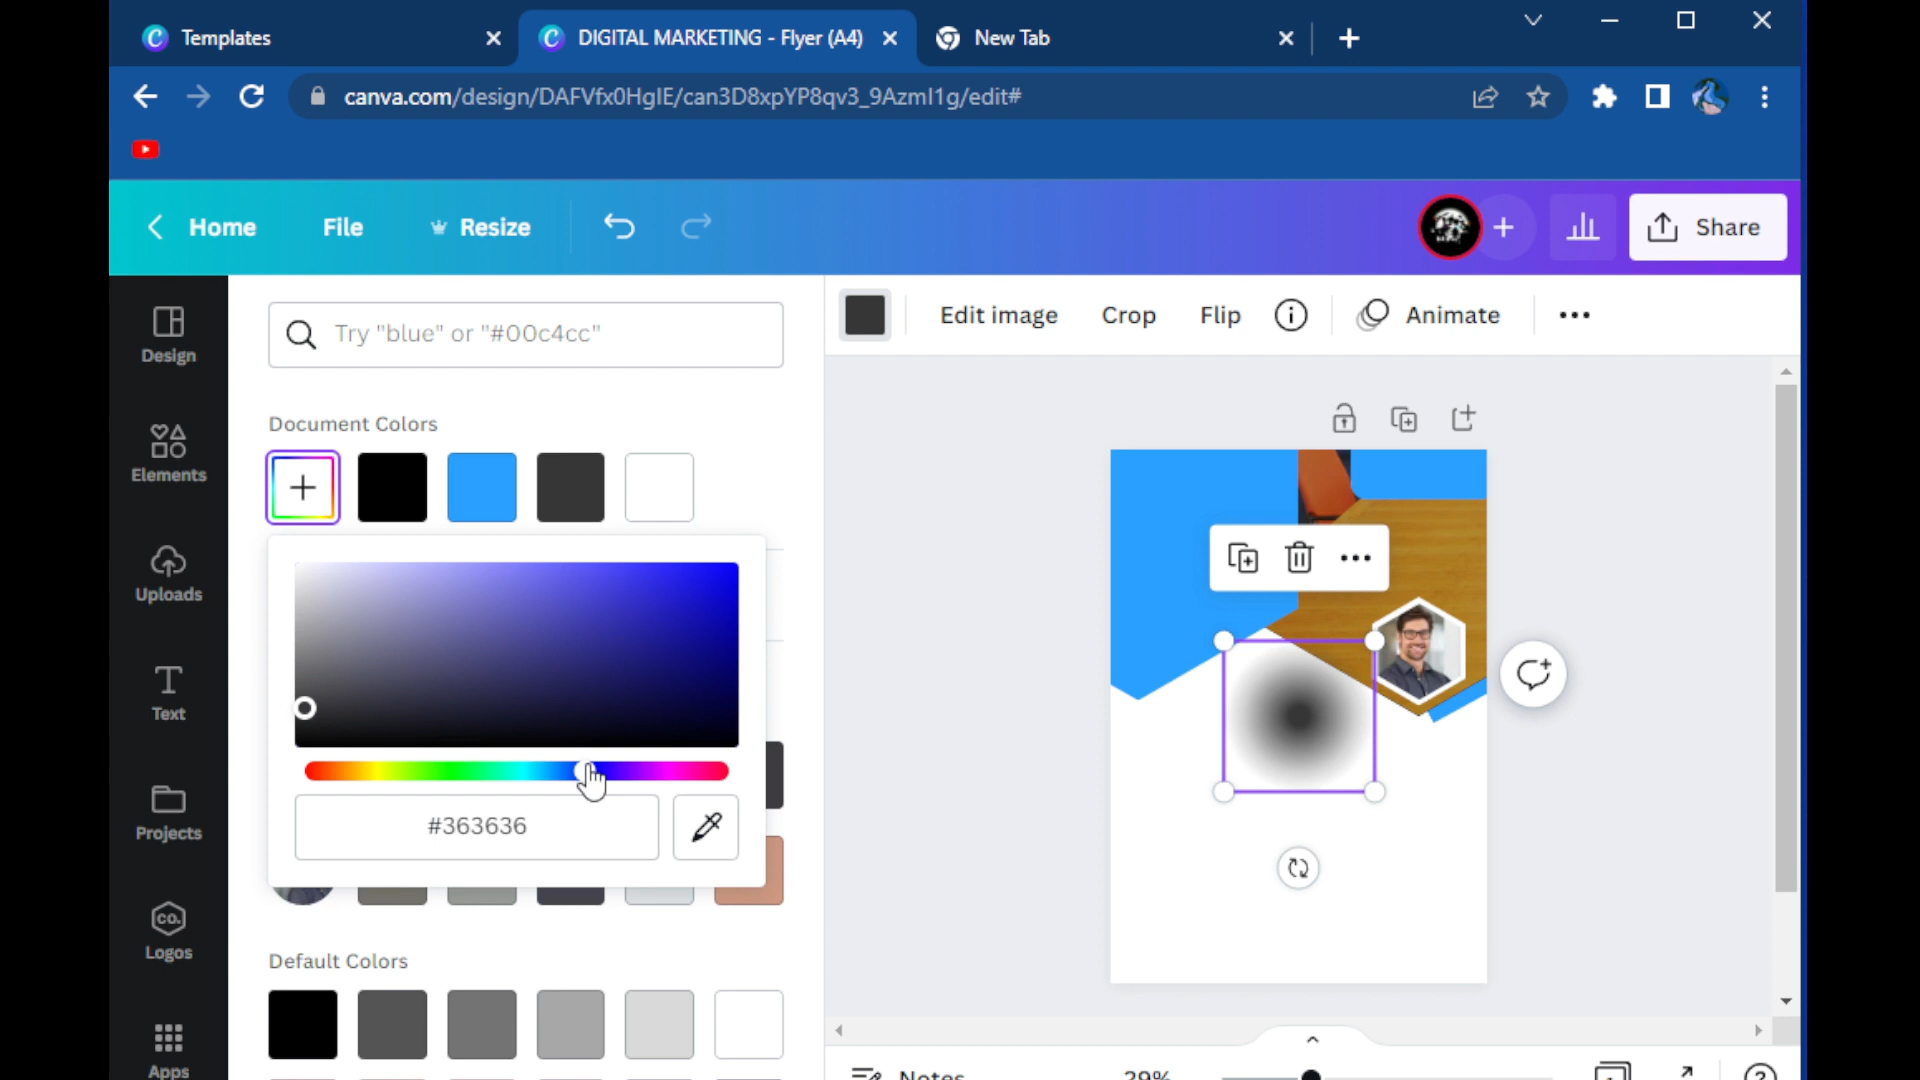 Templates
DIGITAL MARKETING - Flyer (A4)
New Tab
canva.com/design/DAFVfx0HgIE/can3D8xpYP8qv3_9Azml1g/edit#
Home
File
Resize
Share
Design
Elements
Uploads
Text
Projects
CO.
Logos
Apps
Try "blue" or "#00c4cc"
Document Colors
#363636
Default Colors
Edit image
Crop
Flip
Animate
Notes
29%